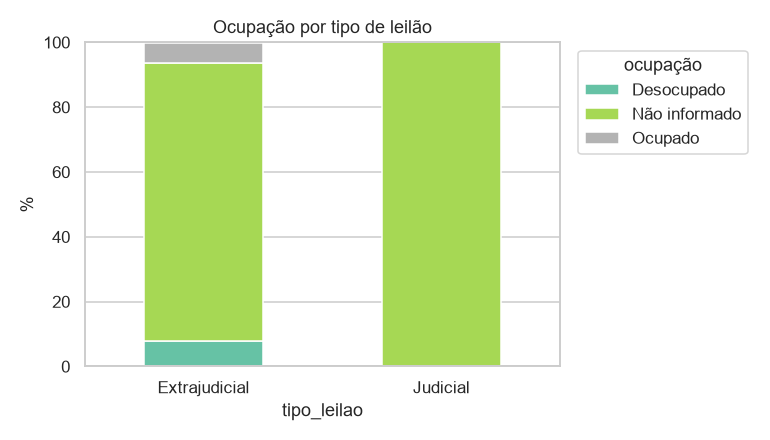 Ocupação por tipo de leilão
100
80
60
40
20
0
%
Extrajudicial
Judicial
tipo_leilao
ocupação
Desocupado
Não informado
Ocupado